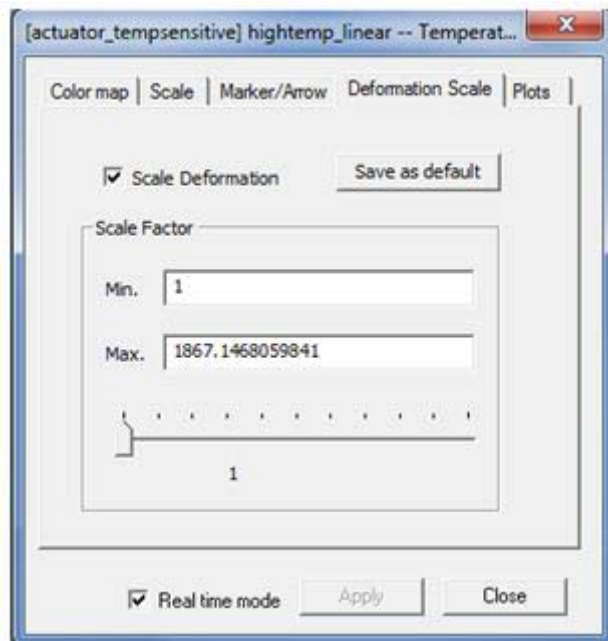 [actuator_tempsensitive] hightemp_linear -- Temperat...
Color map Scale Marker/Arrow Deformation Scale Plots
Scale Deformation Save as default
Scale Factor
Min. 1
Max. 1867.1468059841
1
Real time mode Apply Close